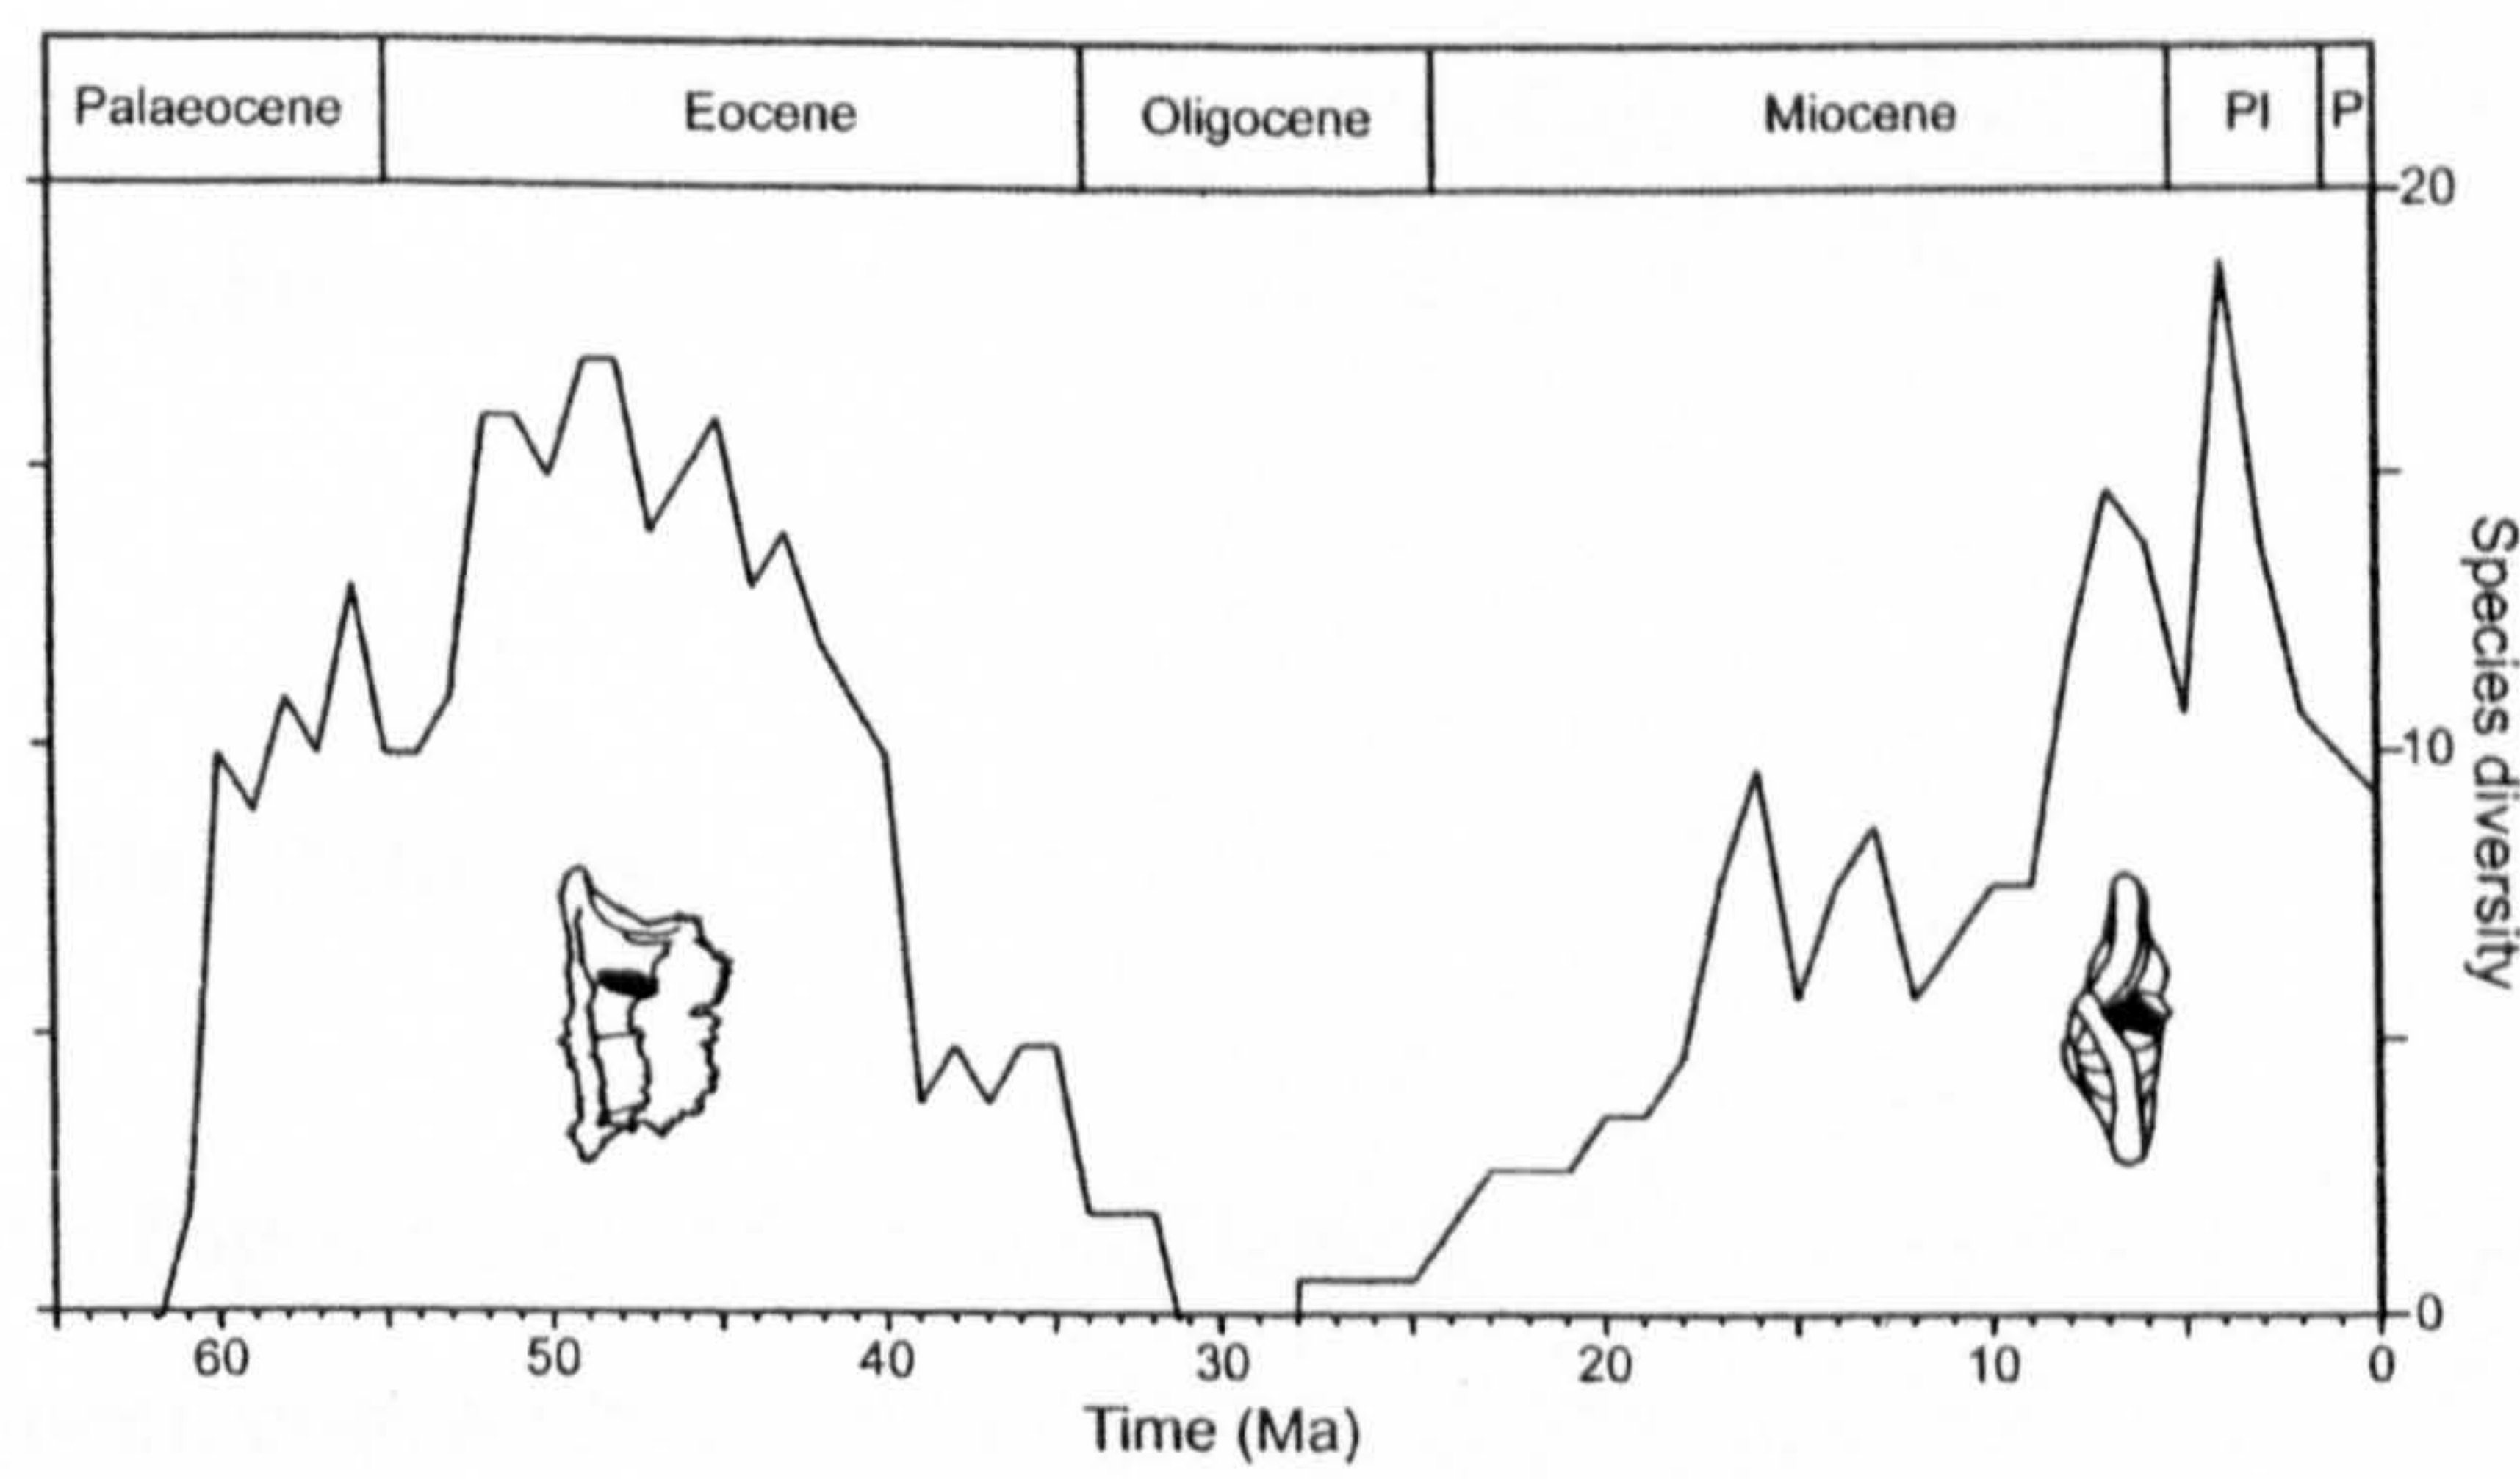 Palaeocene Eocene Oligocene Miocene Pl P
20
10
0
Species diversity
60 50 40 30 20 10 0
Time (Ma)